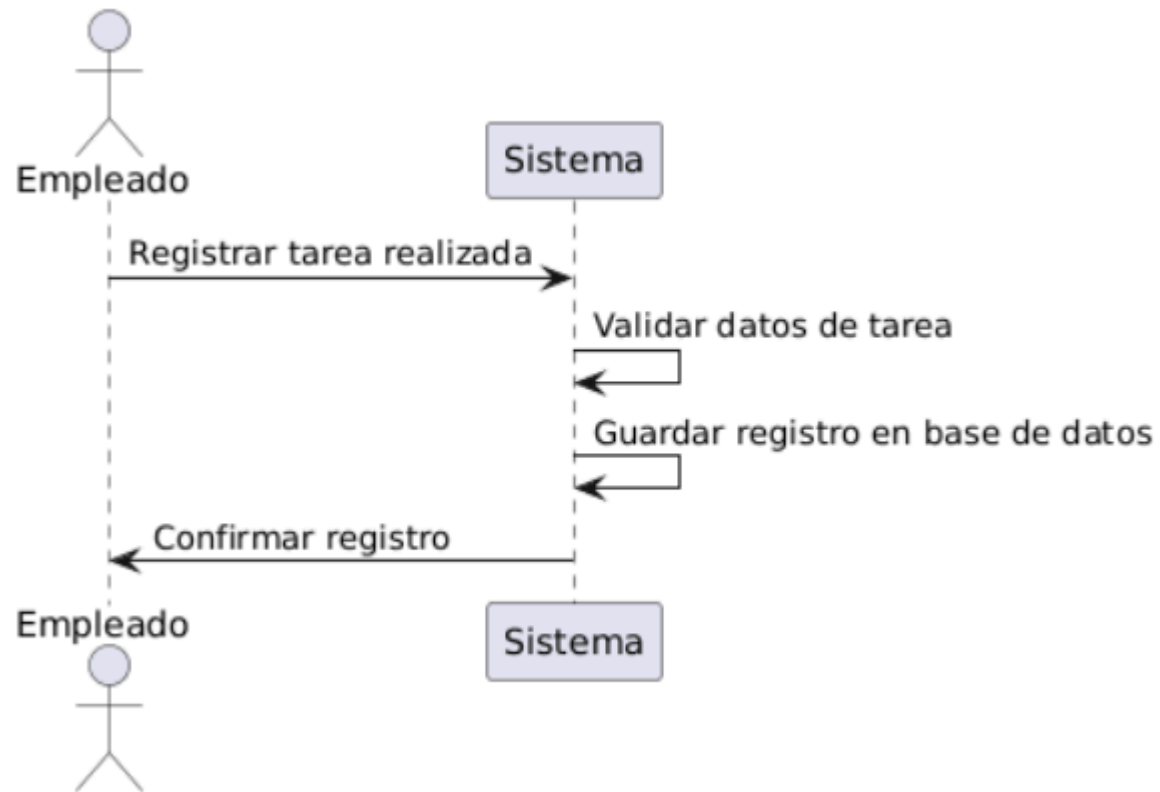 Empleado
Sistema
Registrar tarea realizada
Validar datos de tarea
Guardar registro en base de datos
Confirmar registro
Empleado
Sistema